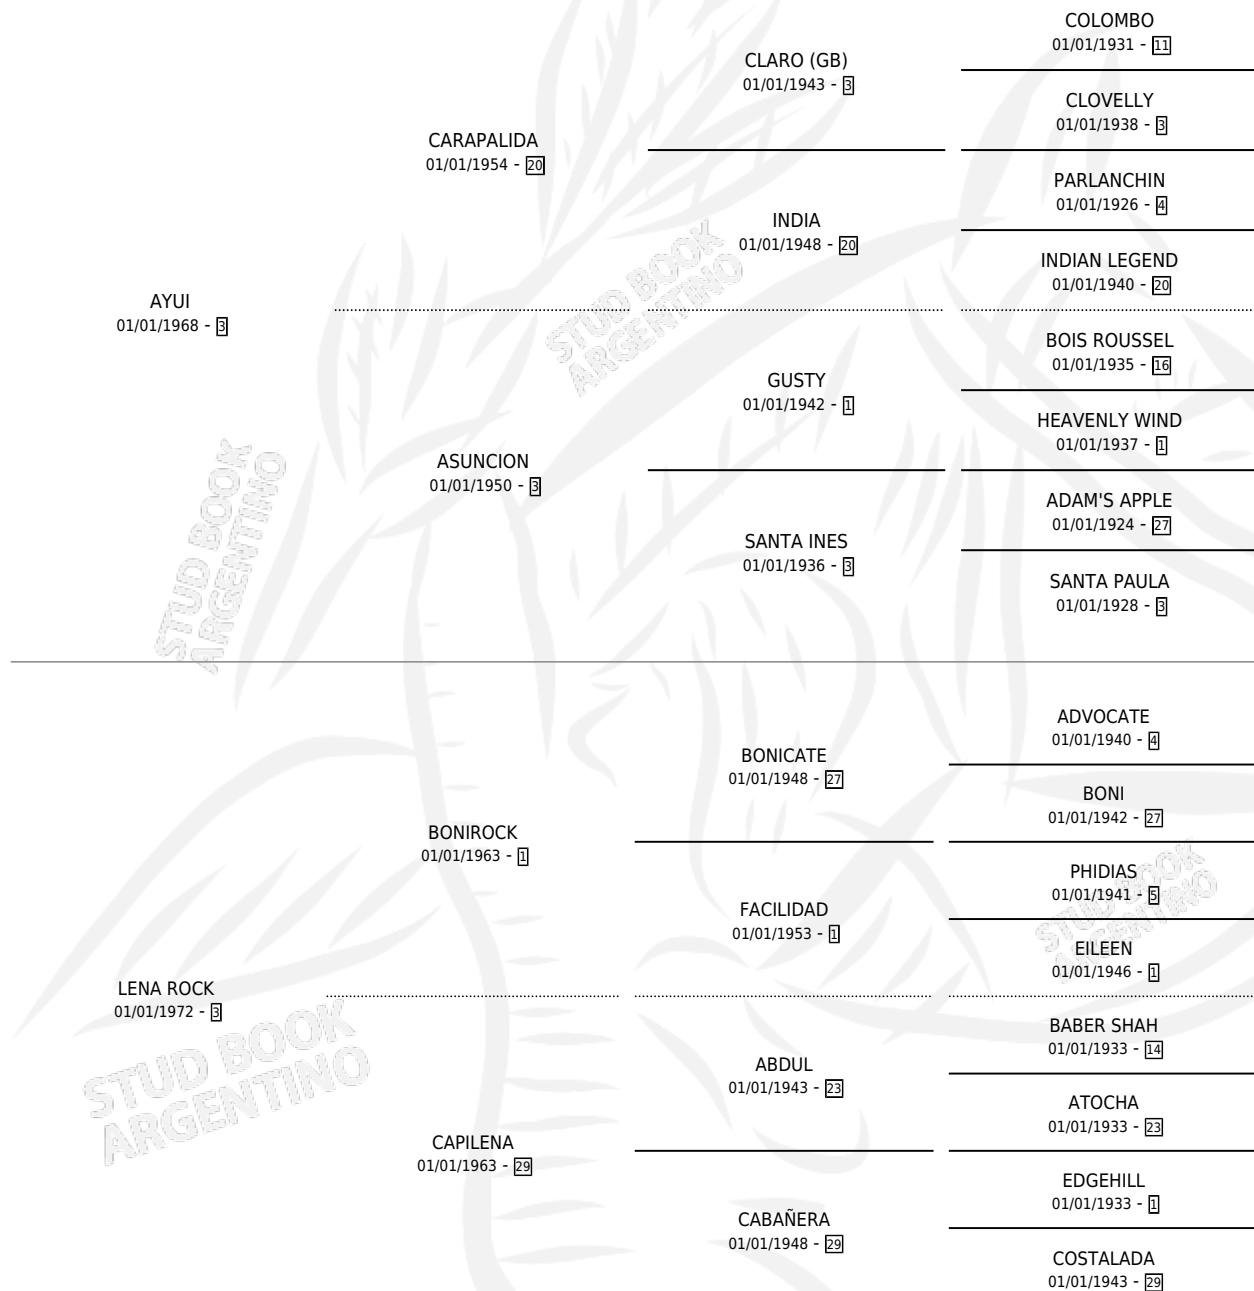 COLOMBO
01/01/1931 - 11
CLARO (GB)
01/01/1943 - 3
CLOVELLY
01/01/1938 - 3
CARAPALIDA
01/01/1954 - 20
PARLANCHIN
01/01/1926 - 4
INDIA
01/01/1948 - 20
INDIAN LEGEND
01/01/1940 - 20
AYUI
01/01/1968 - 3
BOIS ROUSSEL
01/01/1935 - 16
GUSTY
01/01/1942 - 1
HEAVENLY WIND
01/01/1937 - 1
ASUNCION
01/01/1950 - 3
ADAM'S APPLE
01/01/1924 - 27
SANTA INES
01/01/1936 - 3
SANTA PAULA
01/01/1928 - 3
ADVOCATE
01/01/1940 - 4
BONICATE
01/01/1948 - 27
BONI
01/01/1942 - 27
BONIROCK
01/01/1963 - 1
PHIDIAS
01/01/1941 - 5
FACILIDAD
01/01/1953 - 1
EILEEN
01/01/1946 - 1
LENA ROCK
01/01/1972 - 3
BABER SHAH
01/01/1933 - 14
ABDUL
01/01/1943 - 23
ATOCHA
01/01/1933 - 23
CAPILENA
01/01/1963 - 29
EDGEHILL
01/01/1933 - 1
CABAÑERA
01/01/1948 - 29
COSTALADA
01/01/1943 - 29
STUD BOOK
ARGENTINO
STUD BOOK
ARGENTINO
STUD BOOK
ARGENTINO
STUD BOOK
ARGENTINO